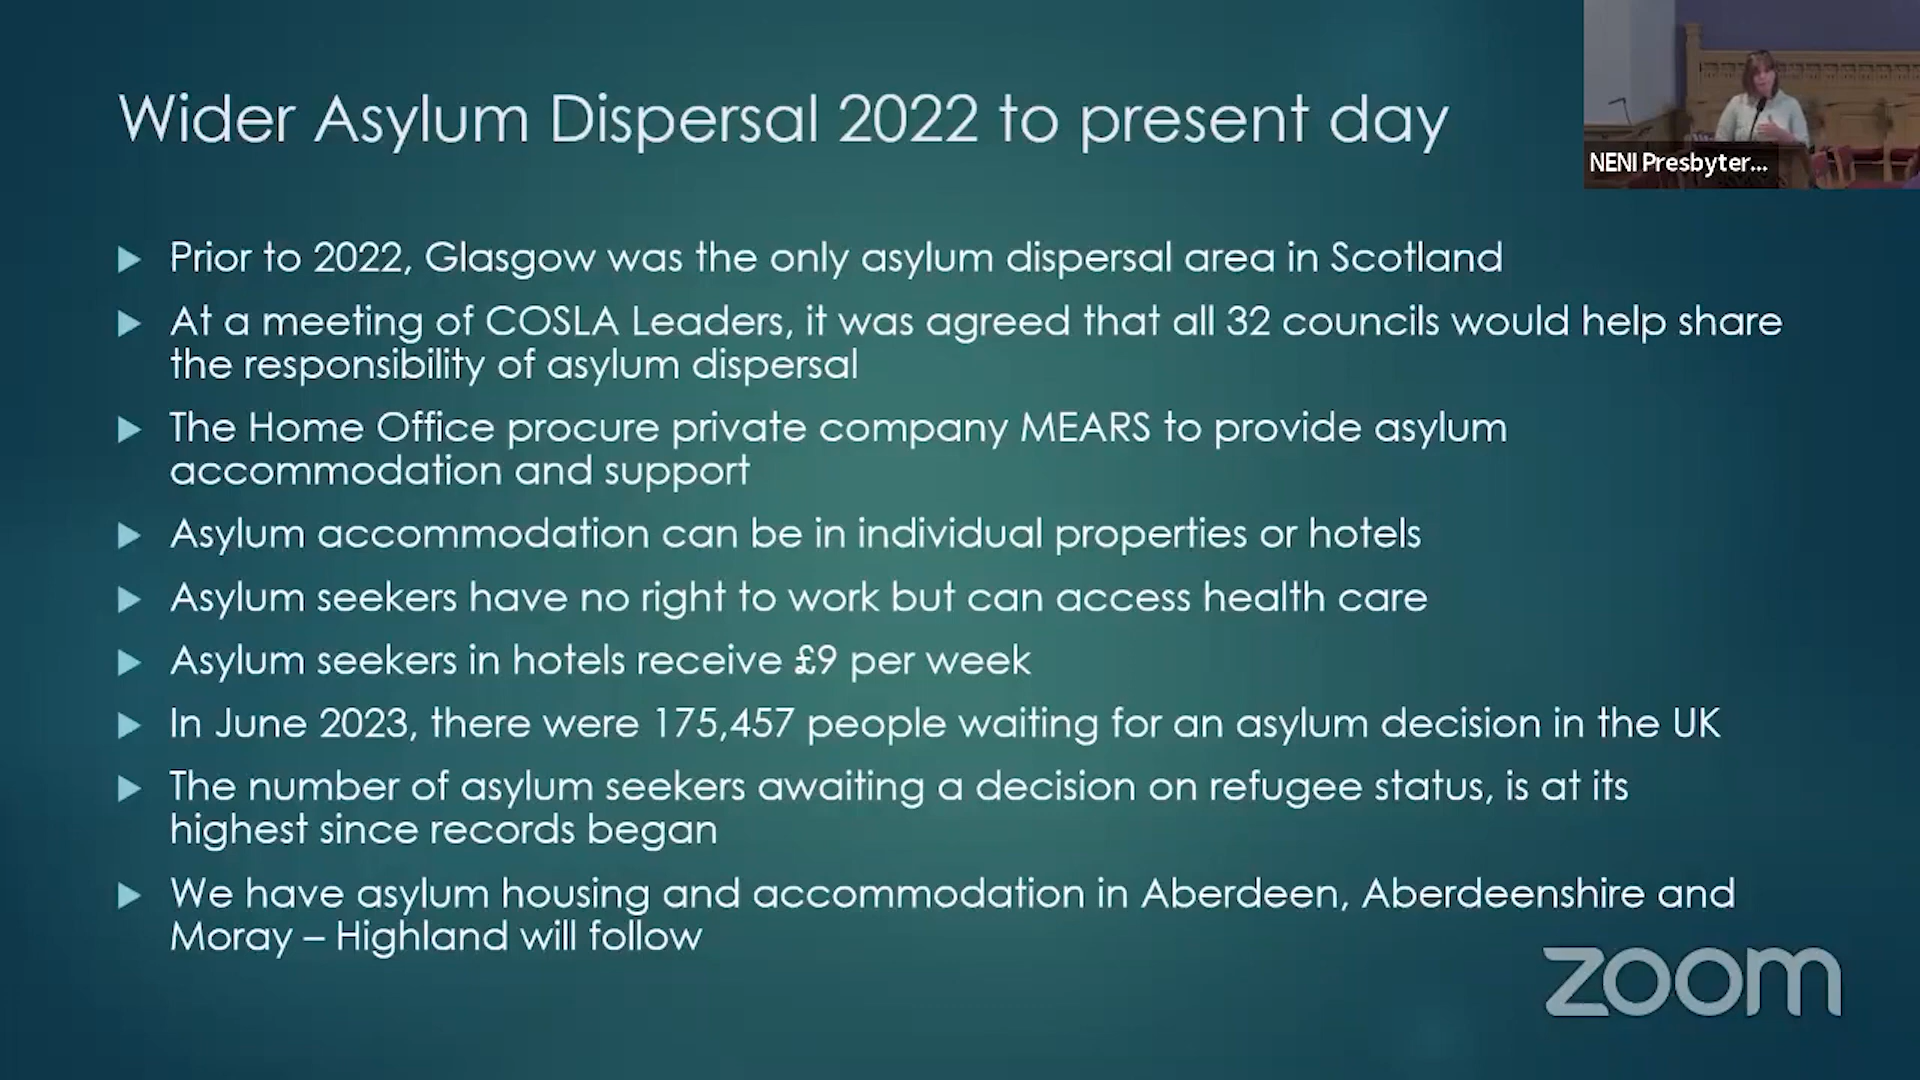 Wider Asylum Dispersal 2022 to present day
NENI Presbyter...
Prior to 2022, Glasgow was the only asylum dispersal area in Scotland
At a meeting of COSLA Leaders, it was agreed that all 32 councils would help share
the responsibility of asylum dispersal
The Home Office procure private company MEARS to provide asylum
accommodation and support
Asylum accommodation can be in individual properties or hotels
Asylum seekers have no right to work but can access health care
Asylum seekers in hotels receive £9 per week
In June 2023, there were 175,457 people waiting for an asylum decision in the UK
The number of asylum seekers awaiting a decision on refugee status, is at its
highest since records began
We have asylum housing and accommodation in Aberdeen, Aberdeenshire and
Moray – Highland will follow
zoom